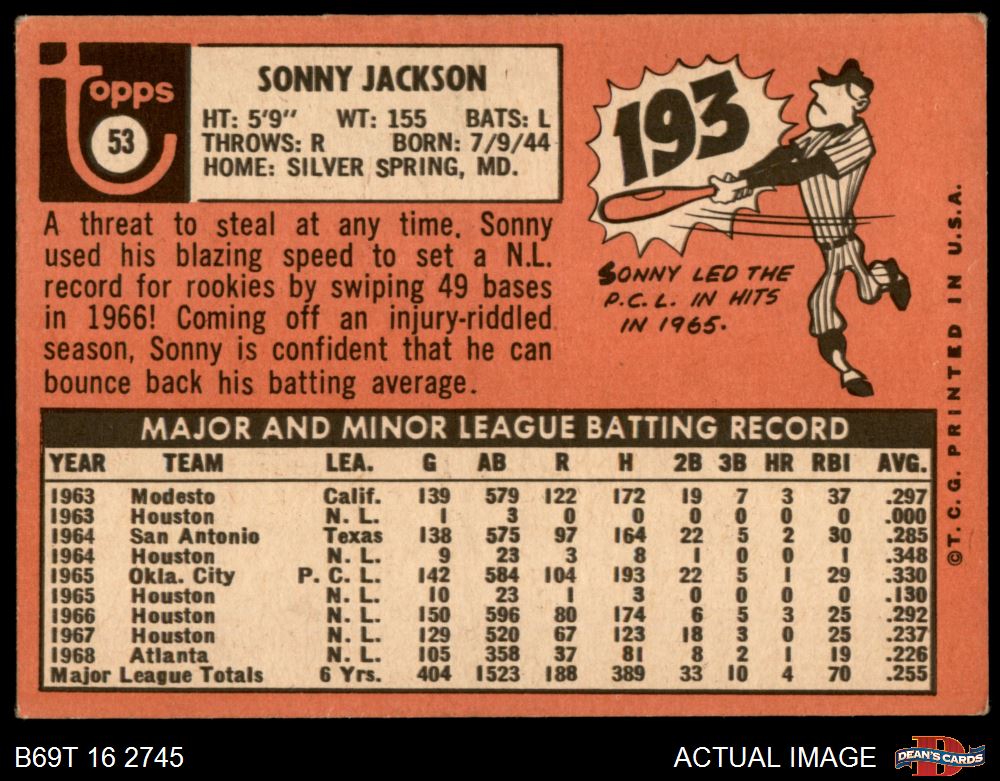 topps
53
SONNY JACKSON
HT: 5'9" WT: 155 BATS: L
THROWS: R BORN: 7/9/44
HOME: SILVER SPRING, MD.
A threat to steal at any time, Sonny
used his blazing speed to set a N.L.
record for rookies by swiping 49 bases
in 1966! Coming off an injury-riddled
season, Sonny is confident that he can
bounce back his batting average.
193
SONNY LED THE
P.C.L. IN HITS
IN 1965.
MAJOR AND MINOR LEAGUE BATTING RECORD
YEAR TEAM LEA. G AB R H 2B 3B HR RBI AVG.
1963 Modesto Calif. 139 579 122 172 19 7 3 37 .297
1963 Houston N. L. 1 3 0 0 0 0 0 0 .000
1964 San Antonio Texas 138 575 97 164 22 5 2 30 .285
1964 Houston N. L. 9 23 3 8 1 0 0 1 .348
1965 Okla. City P. C. L. 142 584 104 193 22 5 1 29 .330
1965 Houston N. L. 10 23 1 3 0 0 0 0 .130
1966 Houston N. L. 150 596 80 174 6 5 3 25 .292
1967 Houston N. L. 129 520 67 123 18 3 0 25 .237
1968 Atlanta N. L. 105 358 37 81 8 2 1 19 .226
Major League Totals 6 Yrs. 404 1523 188 389 33 10 4 70 .255
©T. C. G. PRINTED IN U.S.A.
B69T 16 2745
ACTUAL IMAGE
DEAN'S CARDS